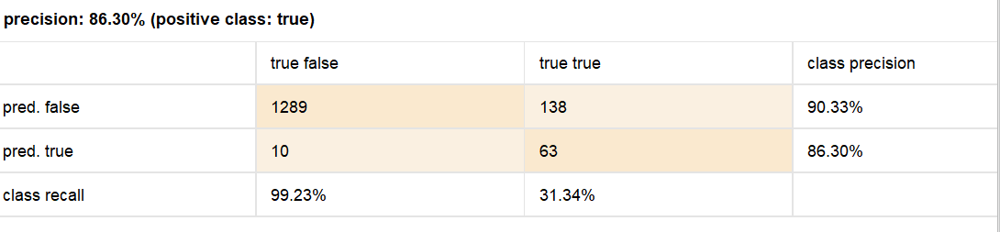 precision: 86.30% (positive class: true)
true false true true class precision
pred. false 1289 138 90.33%
pred. true 10 63 86.30%
class recall 99.23% 31.34%